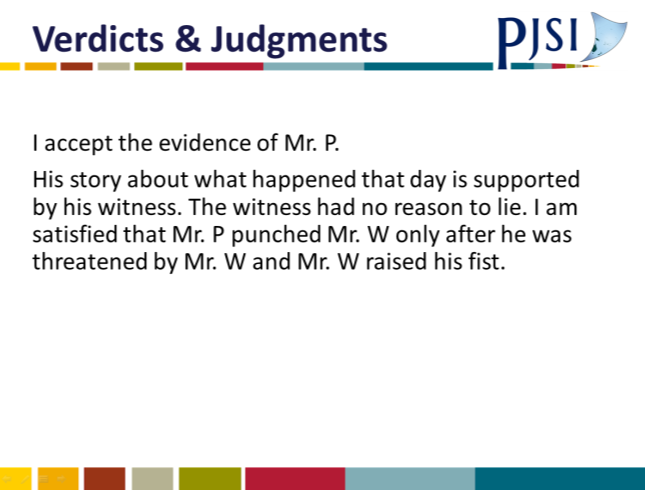 Verdicts & Judgments
PJSI
I accept the evidence of Mr. P.
His story about what happened that day is supported
by his witness. The witness had no reason to lie. I am
satisfied that Mr. P punched Mr. W only after he was
threatened by Mr. W and Mr. W raised his fist.